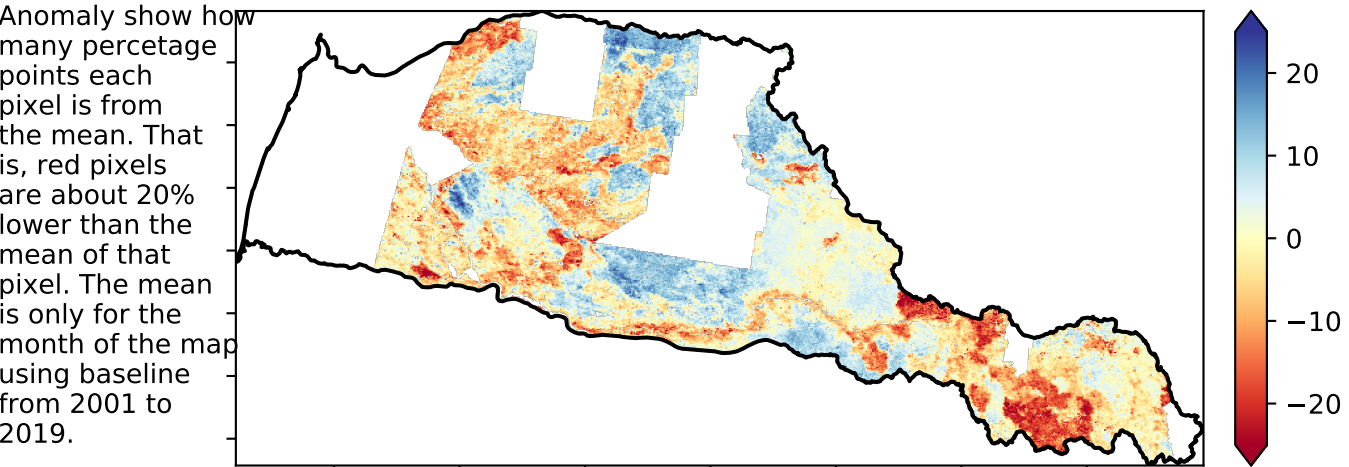 Anomaly show how
many percetage
points each
pixel is from
the mean. That
is, red pixels
are about 20%
lower than the
mean of that
pixel. The mean
is only for the
month of the map
using baseline
from 2001 to
2019.
20
10
0
−10
−20